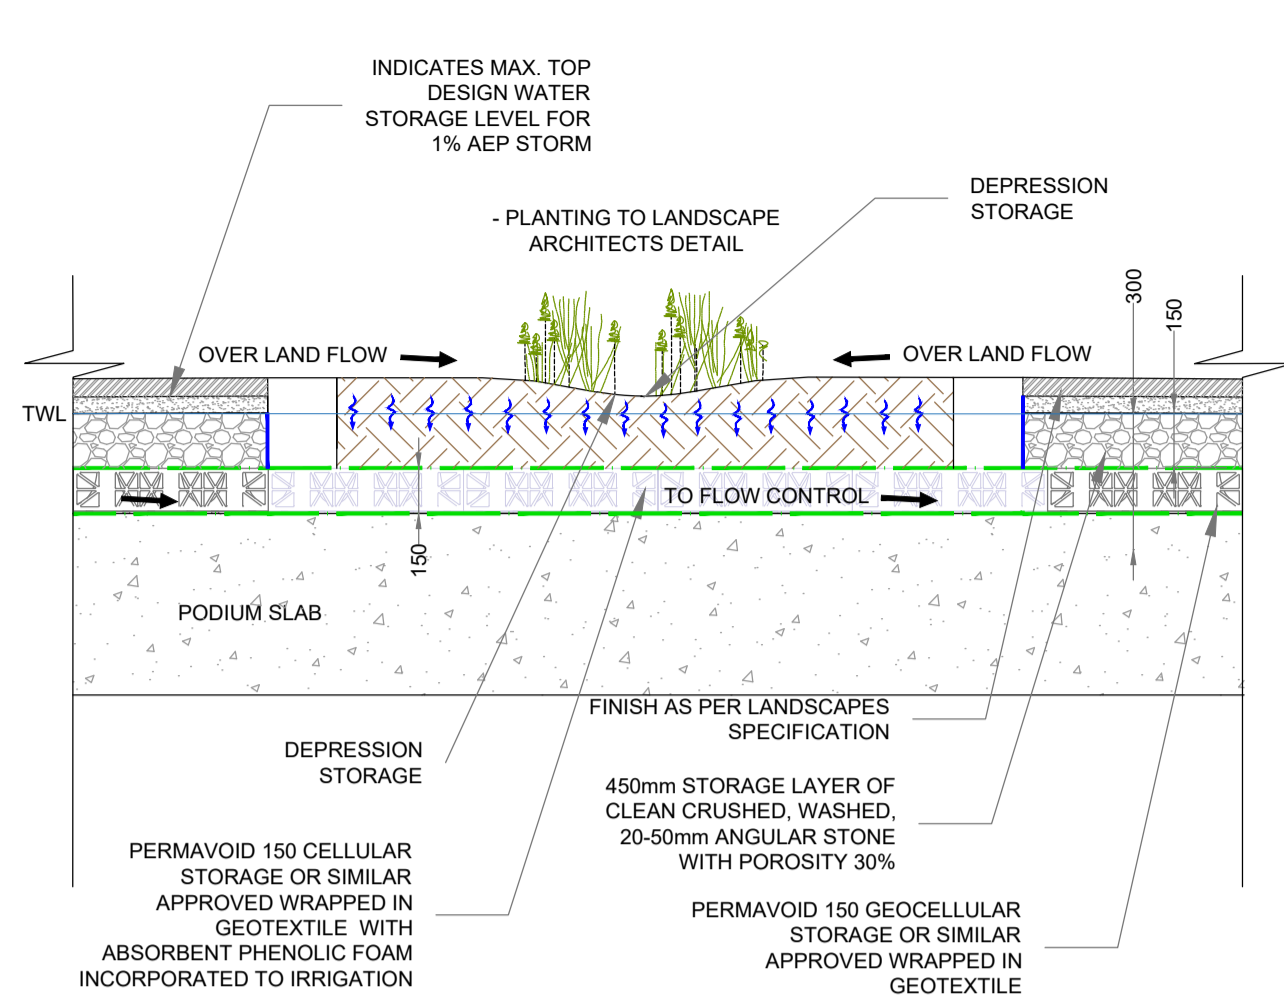 INDICATES MAX. TOP
DESIGN WATER
STORAGE LEVEL FOR
1% AEP STORM
DEPRESSION
STORAGE
- PLANTING TO LANDSCAPE
ARCHITECTS DETAIL
300
150
OVER LAND FLOW
OVER LAND FLOW
TWL
TO FLOW CONTROL
150
PODIUM SLAB
FINISH AS PER LANDSCAPES
SPECIFICATION
DEPRESSION
STORAGE
450mm STORAGE LAYER OF
CLEAN CRUSHED, WASHED,
20-50mm ANGULAR STONE
WITH POROSITY 30%
PERMAVOID 150 CELLULAR
STORAGE OR SIMILAR
APPROVED WRAPPED IN
GEOTEXTILE WITH
ABSORBENT PHENOLIC FOAM
INCORPORATED TO IRRIGATION
PERMAVOID 150 GEOCELLULAR
STORAGE OR SIMILAR
APPROVED WRAPPED IN
GEOTEXTILE